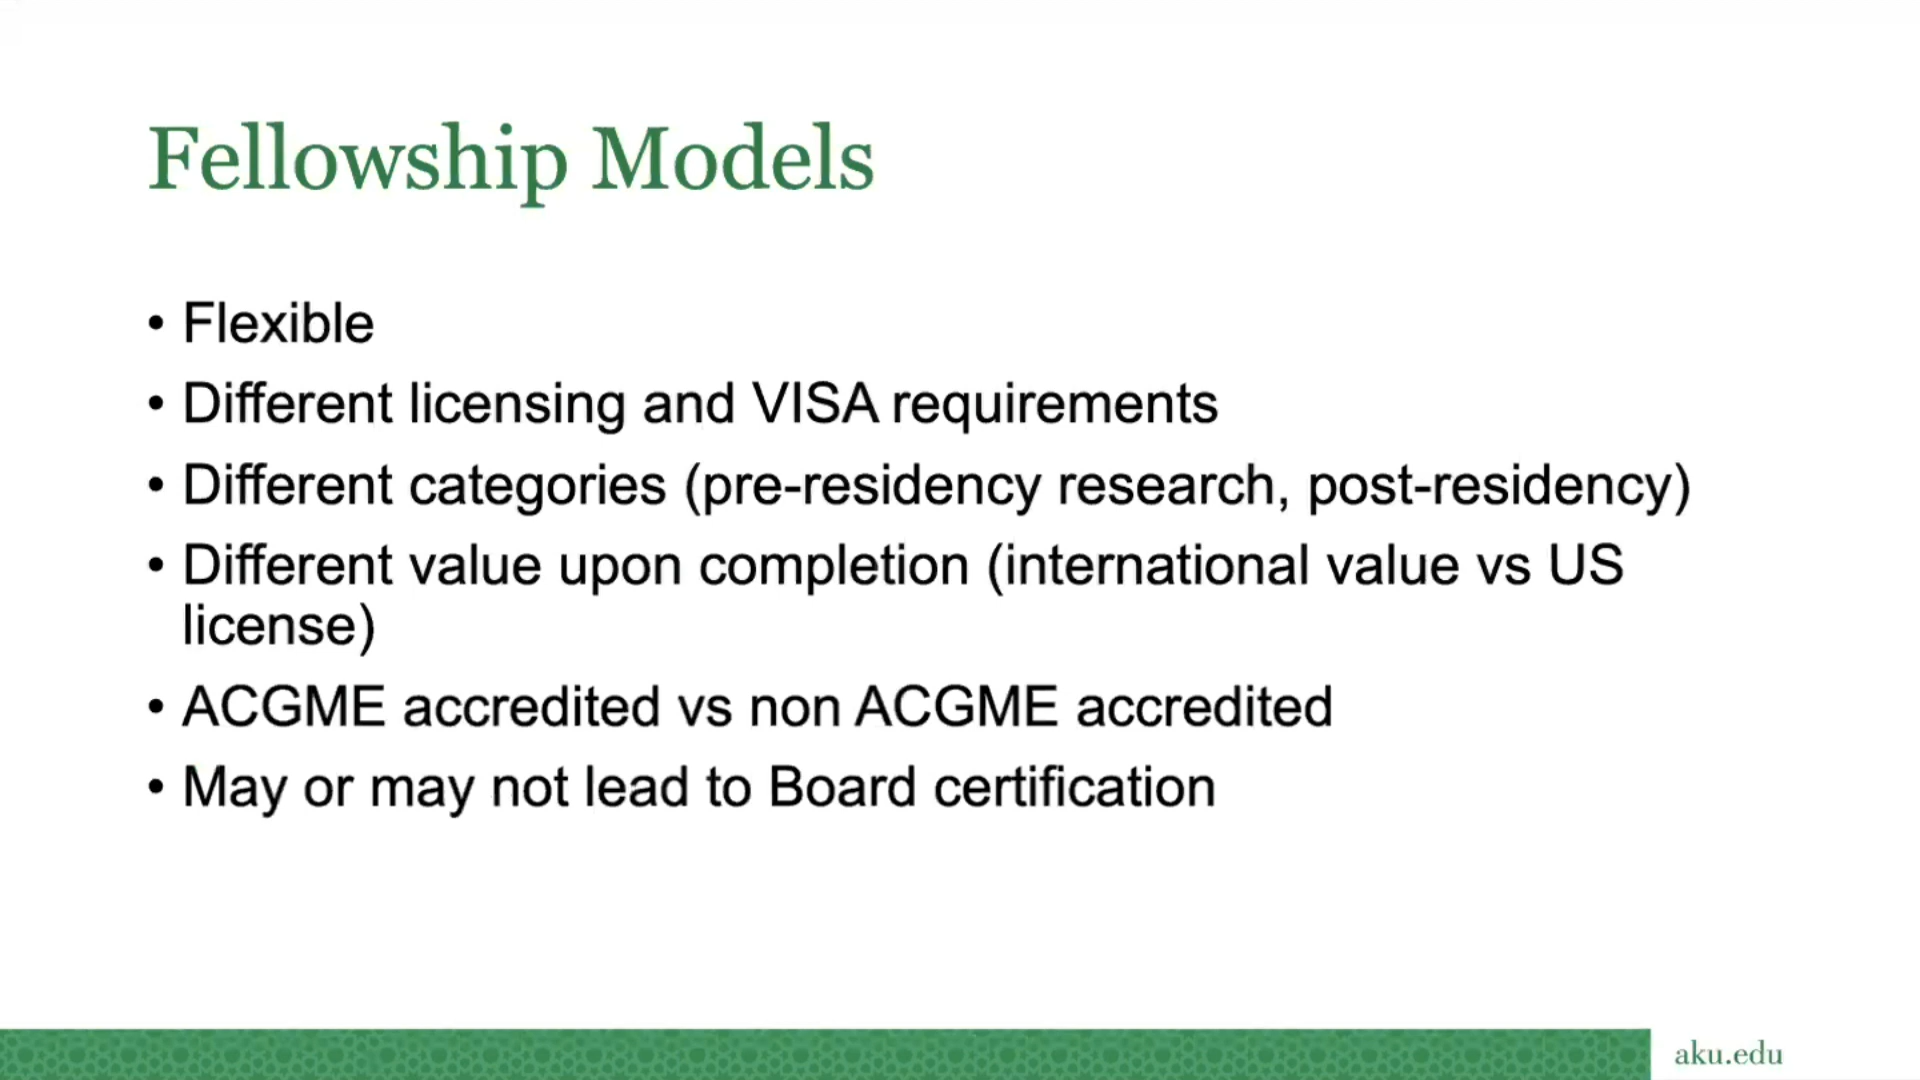 Fellowship Models
• Flexible
• Different licensing and VISA requirements
• Different categories (pre-residency research, post-residency)
• Different value upon completion (international value vs US
license)
• ACGME accredited vs non ACGME accredited
• May or may not lead to Board certification
aku.edu